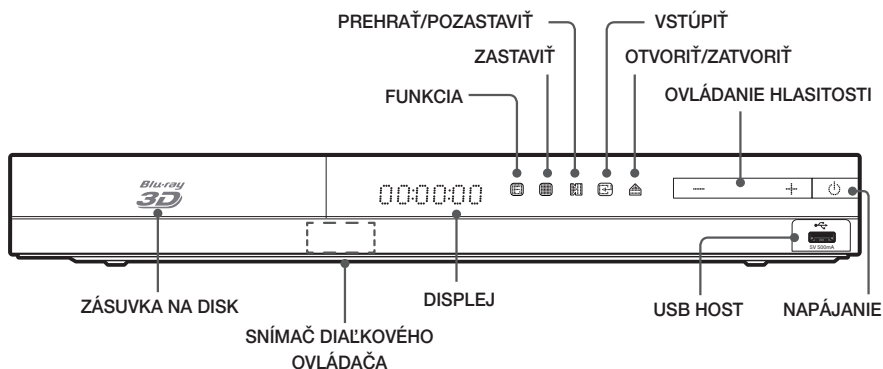 PREHRAŤ/POZASTAVIŤ
VSTÚPIŤ
ZASTAVIŤ
OTVORIŤ/ZATVORIŤ
FUNKCIA
OVLÁDANIE HLASITOSTI
Blu-ray
3D
00:00:00
5V 500mA
ZÁSUVKA NA DISK
DISPLEJ
USB HOST
NAPÁJANIE
SNÍMAČ DIAĽKOVÉHO
OVLÁDAČA